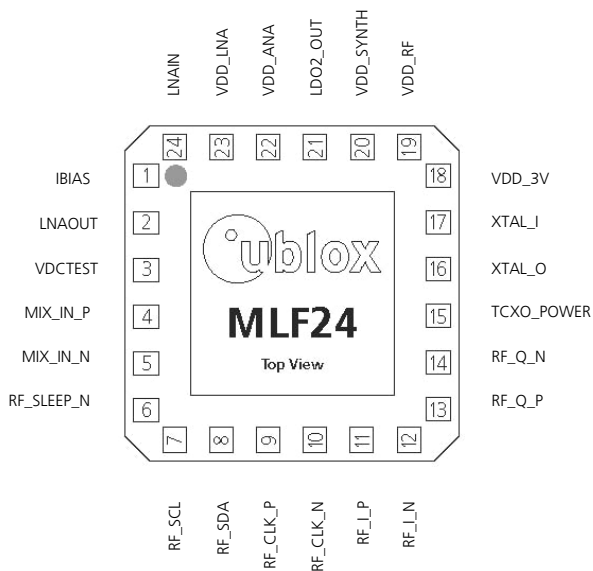 LNAIN
VDD_LNA
VDD_ANA
LDO2_OUT
VDD_SYNTH
VDD_RF
24
23
22
21
20
19
IBIAS
1
18
VDD_3V
LNAOUT
2
17
XTAL_I
VDCTEST
3
16
XTAL_O
MIX_IN_P
4
15
TCXO_POWER
MIX_IN_N
5
14
RF_Q_N
RF_SLEEP_N
6
13
RF_Q_P
ublox
MLF24
Top View
7
8
9
10
11
12
RF_SCL
RF_SDA
RF_CLK_P
RF_CLK_N
RF_I_P
RF_I_N